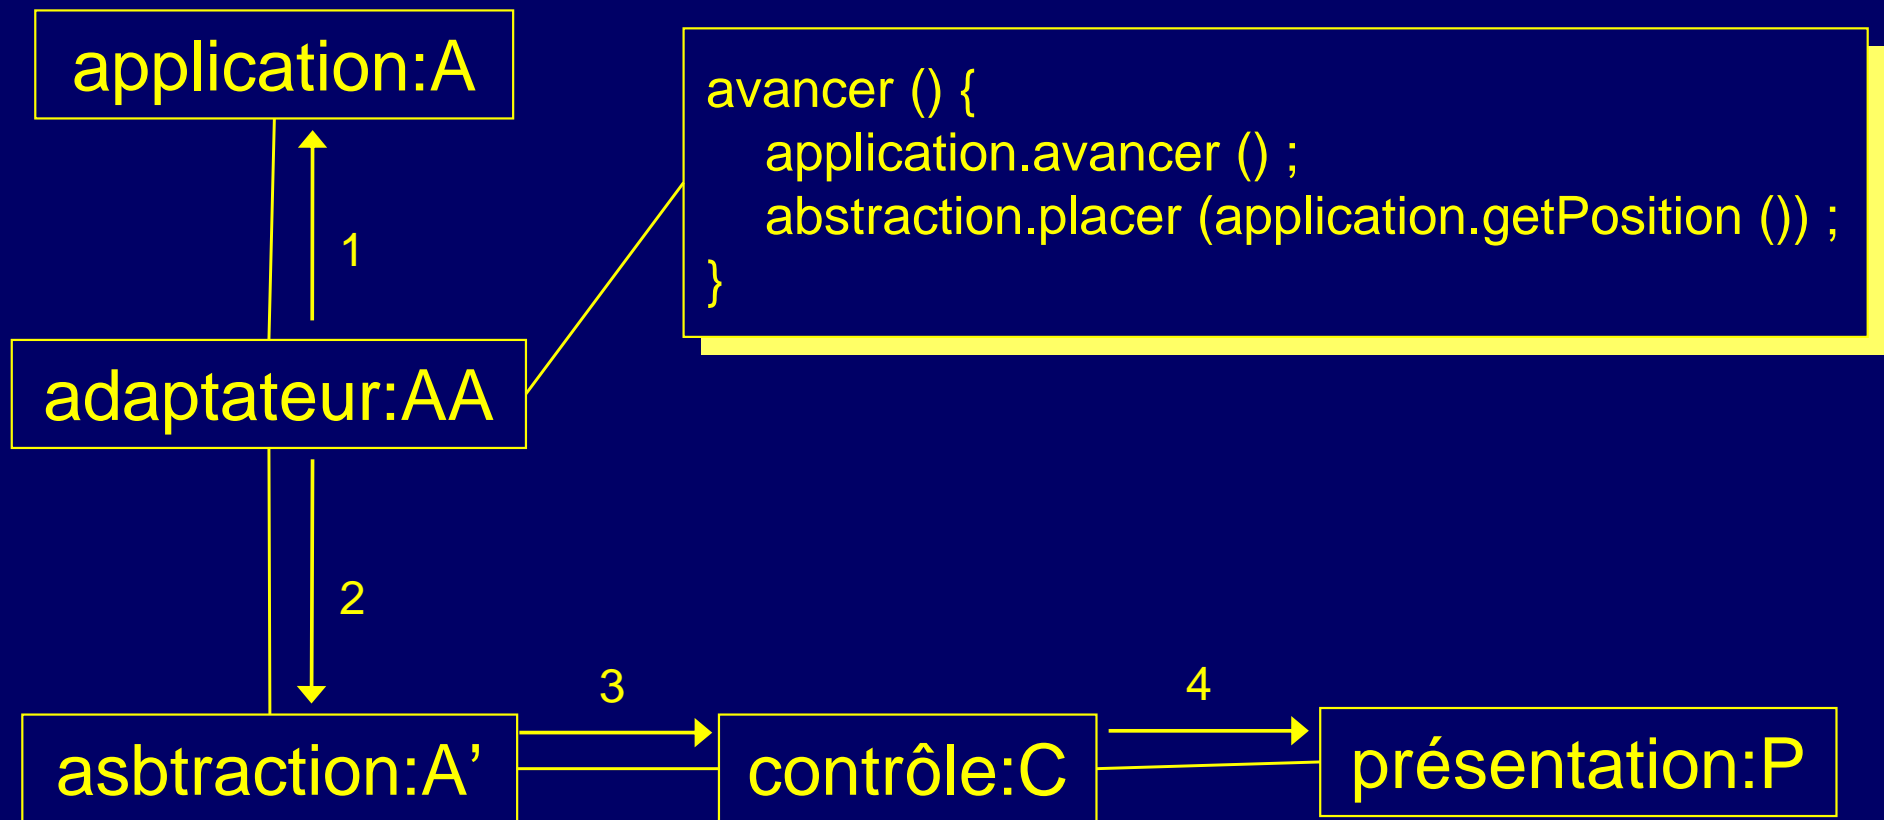 application:A
avancer () {
application.avancer () ;
abstraction.placer (application.getPosition ()) ;
}
1
adaptateur:AA
2
3
4
asbtraction:A’
contrôle:C
présentation:P